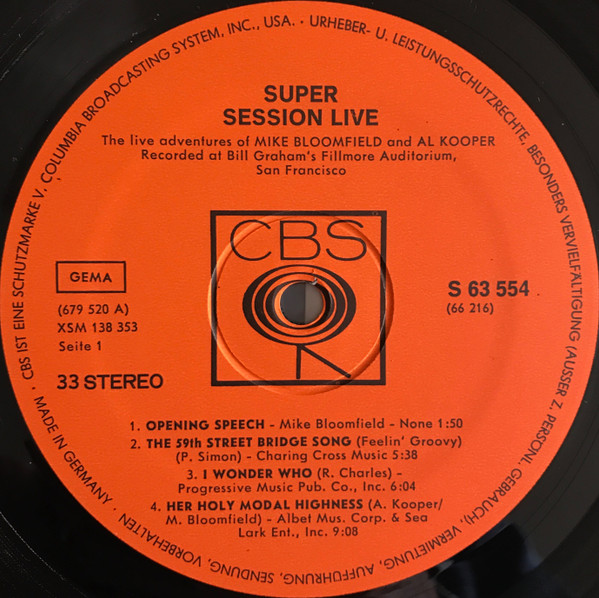 · CBS IST EINE SCHUTZMARKE V. COLUMBIA BROADCASTING SYSTEM, INC., USA. · URHEBER- U. LEISTUNGSSCHUTZRECHTE, BESONDERS VERVIELFÄLTIGUNG (AUSSER Z. PERSÖNL. GEBRAUCH), VERMIETUNG, AUFFÜHRUNG, SENDUNG, VORBEHALTEN · MADE IN GERMANY
SUPER
SESSION LIVE
The live adventures of MIKE BLOOMFIELD and AL KOOPER
Recorded at Bill Graham's Fillmore Auditorium,
San Francisco
CBS
GEMA
(679 520 A)
XSM 138 353
Seite 1
33 STEREO
S 63 554
(66 216)
1. OPENING SPEECH - Mike Bloomfield - None 1:50
2. THE 59th STREET BRIDGE SONG (Feelin' Groovy)
(P. Simon) - Charing Cross Music 5:38
3. I WONDER WHO (R. Charles) -
Progressive Music Pub. Co., Inc. 6:04
4. HER HOLY MODAL HIGHNESS (A. Kooper/
M. Bloomfield) - Albet Mus. Corp. & Sea
Lark Ent., Inc. 9:08